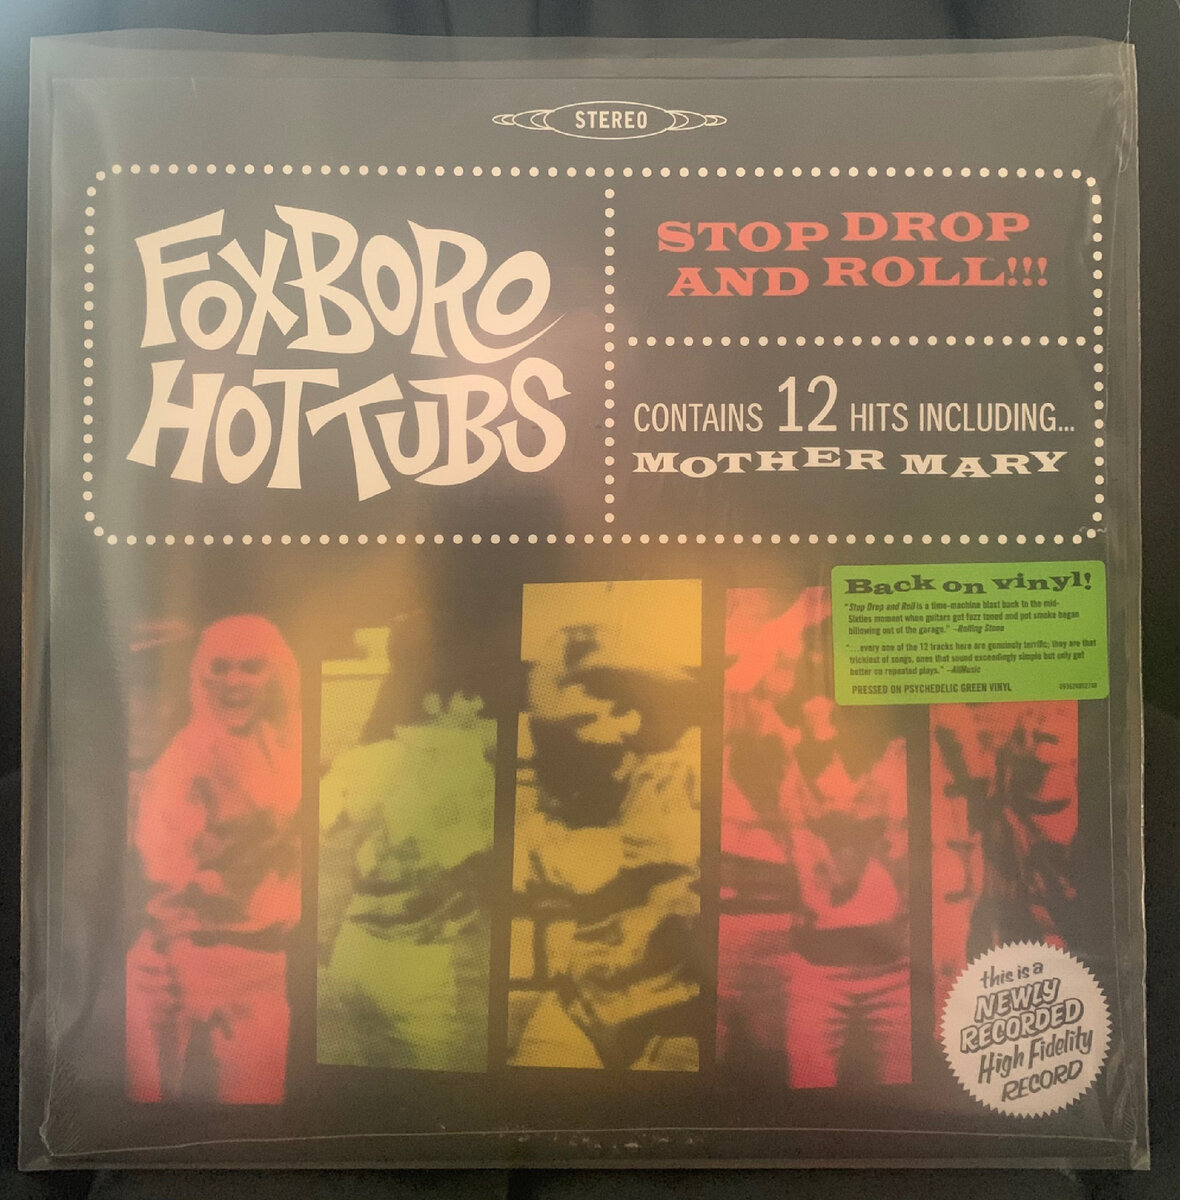 STEREO
FOXBORO
HOT TUBS
STOP DROP
AND ROLL!!!
CONTAINS 12 HITS INCLUDING...
MOTHER MARY
Back on vinyl!
"Stop Drop and Roll is a time-machine blast back to the mid-
Sixties moment when guitars got fuzz toned and pot smoke began
billowing out of the garage." –Rolling Stone
"...every one of the 12 tracks here are genuinely terrific; they are that
trickiest of songs, ones that sound exceedingly simple but only get
better on repeated plays." –AllMusic
PRESSED ON PSYCHEDELIC GREEN VINYL
this is a
NEWLY
RECORDED
High Fidelity
RECORD